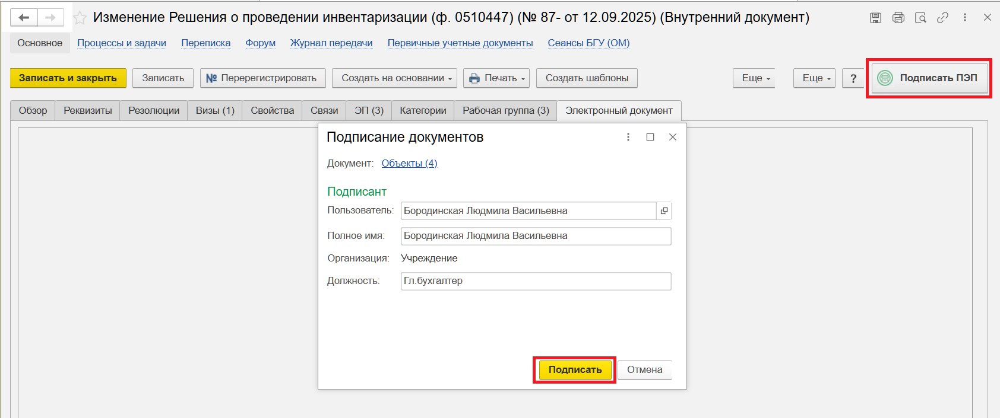 Изменение Решения о проведении инвентаризации (ф. 0510447) (№ 87- от 12.09.2025) (Внутренний документ)
Основное Процессы и задачи Переписка Форум Журнал передачи Первичные учетные документы Сеансы БГУ (ОМ)
Записать и закрыть Записать № Перерегистрировать Создать на основании Печать Создать шаблоны Еще Еще ? Подписать ПЭП
Обзор Реквизиты Резолюции Визы (1) Свойства Связи ЭП (3) Категории Рабочая группа (3) Электронный документ
Подписание документов
Документ: Объекты (4)
Подписант
Пользователь: Бородинская Людмила Васильевна
Полное имя: Бородинская Людмила Васильевна
Организация: Учреждение
Должность: Гл.бухгалтер
Подписать Отмена